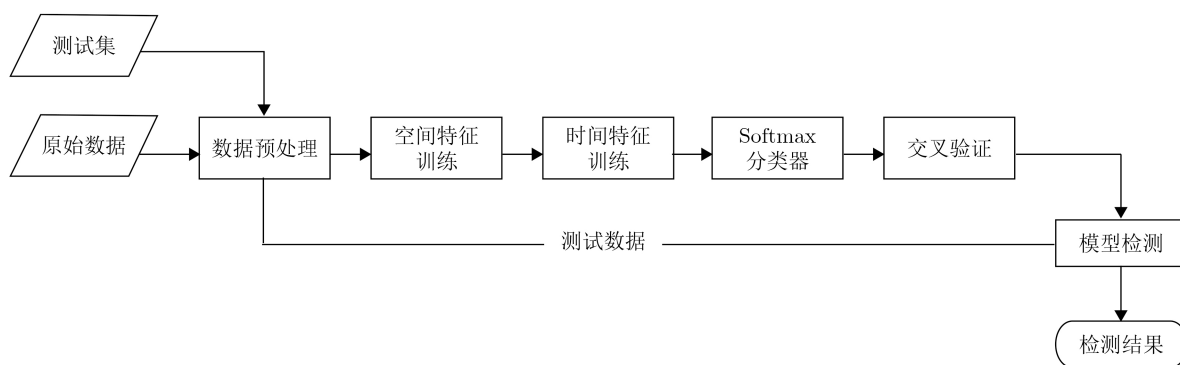 测试集
原始数据
数据预处理
空间特征
训练
时间特征
训练
Softmax
分类器
交叉验证
测试数据
模型检测
检测结果